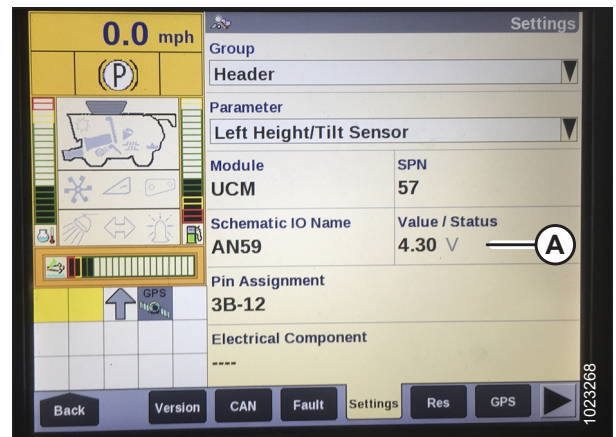 0.0 mph
(P)
GPS
Settings
Group
Header
Parameter
Left Height/Tilt Sensor
Module
UCM
SPN
57
Schematic IO Name
AN59
Value / Status
4.30 V
A
Pin Assignment
3B-12
Electrical Component
----
Back
Version
CAN
Fault
Settings
Res
GPS
1023268